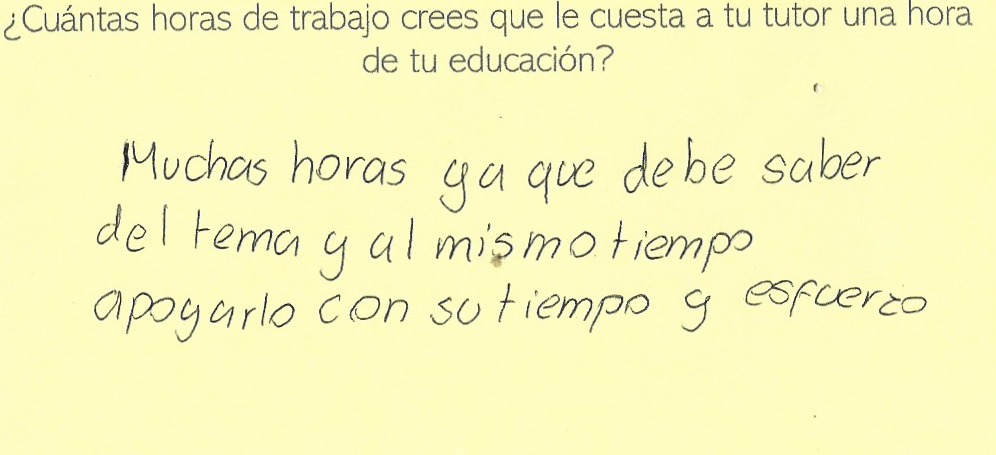 ¿Cuántas horas de trabajo crees que le cuesta a tu tutor una hora
de tu educación?
Muchas horas ya que debe saber
del tema y al mismo tiempo
apoyarlo con su tiempo y esfuerzo